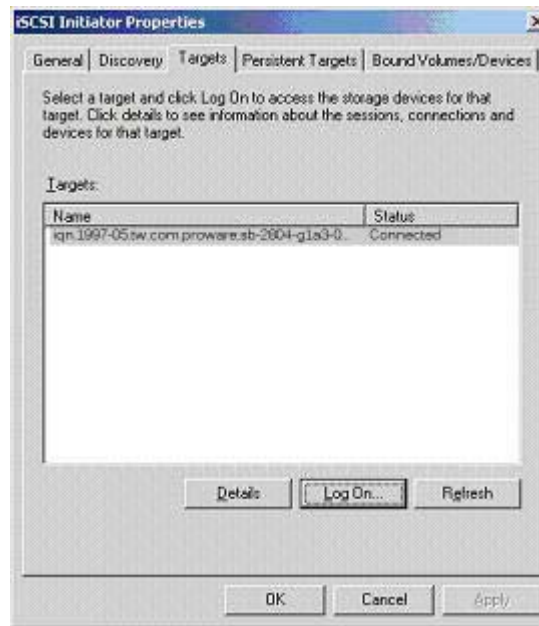 iSCSI Initiator Properties
General Discovery Targets Persistent Targets Bound Volumes/Devices
Select a target and click Log On to access the storage devices for that
target. Click details to see information about the sessions, connections and
devices for that target.
Targets:
Name Status
iqn.1997-05.tw.com.proware:sb-2804-g1a3-0... Connected
Details Log On... Refresh
OK Cancel Apply